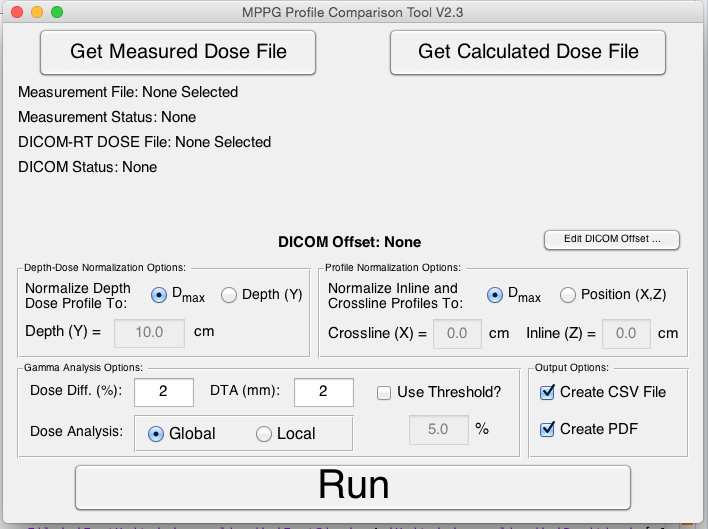 MPPG Profile Comparison Tool V2.3
Get Measured Dose File Get Calculated Dose File
Measurement File: None Selected
Measurement Status: None
DICOM-RT DOSE File: None Selected
DICOM Status: None
DICOM Offset: None Edit DICOM Offset ...
Depth-Dose Normalization Options:
Normalize Depth
Dose Profile To: Dmax Depth (Y)
Depth (Y) = 10.0 cm
Profile Normalization Options:
Normalize Inline and
Crossline Profiles To: Dmax Position (X,Z)
Crossline (X) = 0.0 cm Inline (Z) = 0.0 cm
Gamma Analysis Options:
Dose Diff. (%): 2 DTA (mm): 2 Use Threshold?
Dose Analysis: Global Local 5.0 %
Output Options:
Create CSV File
Create PDF
Run